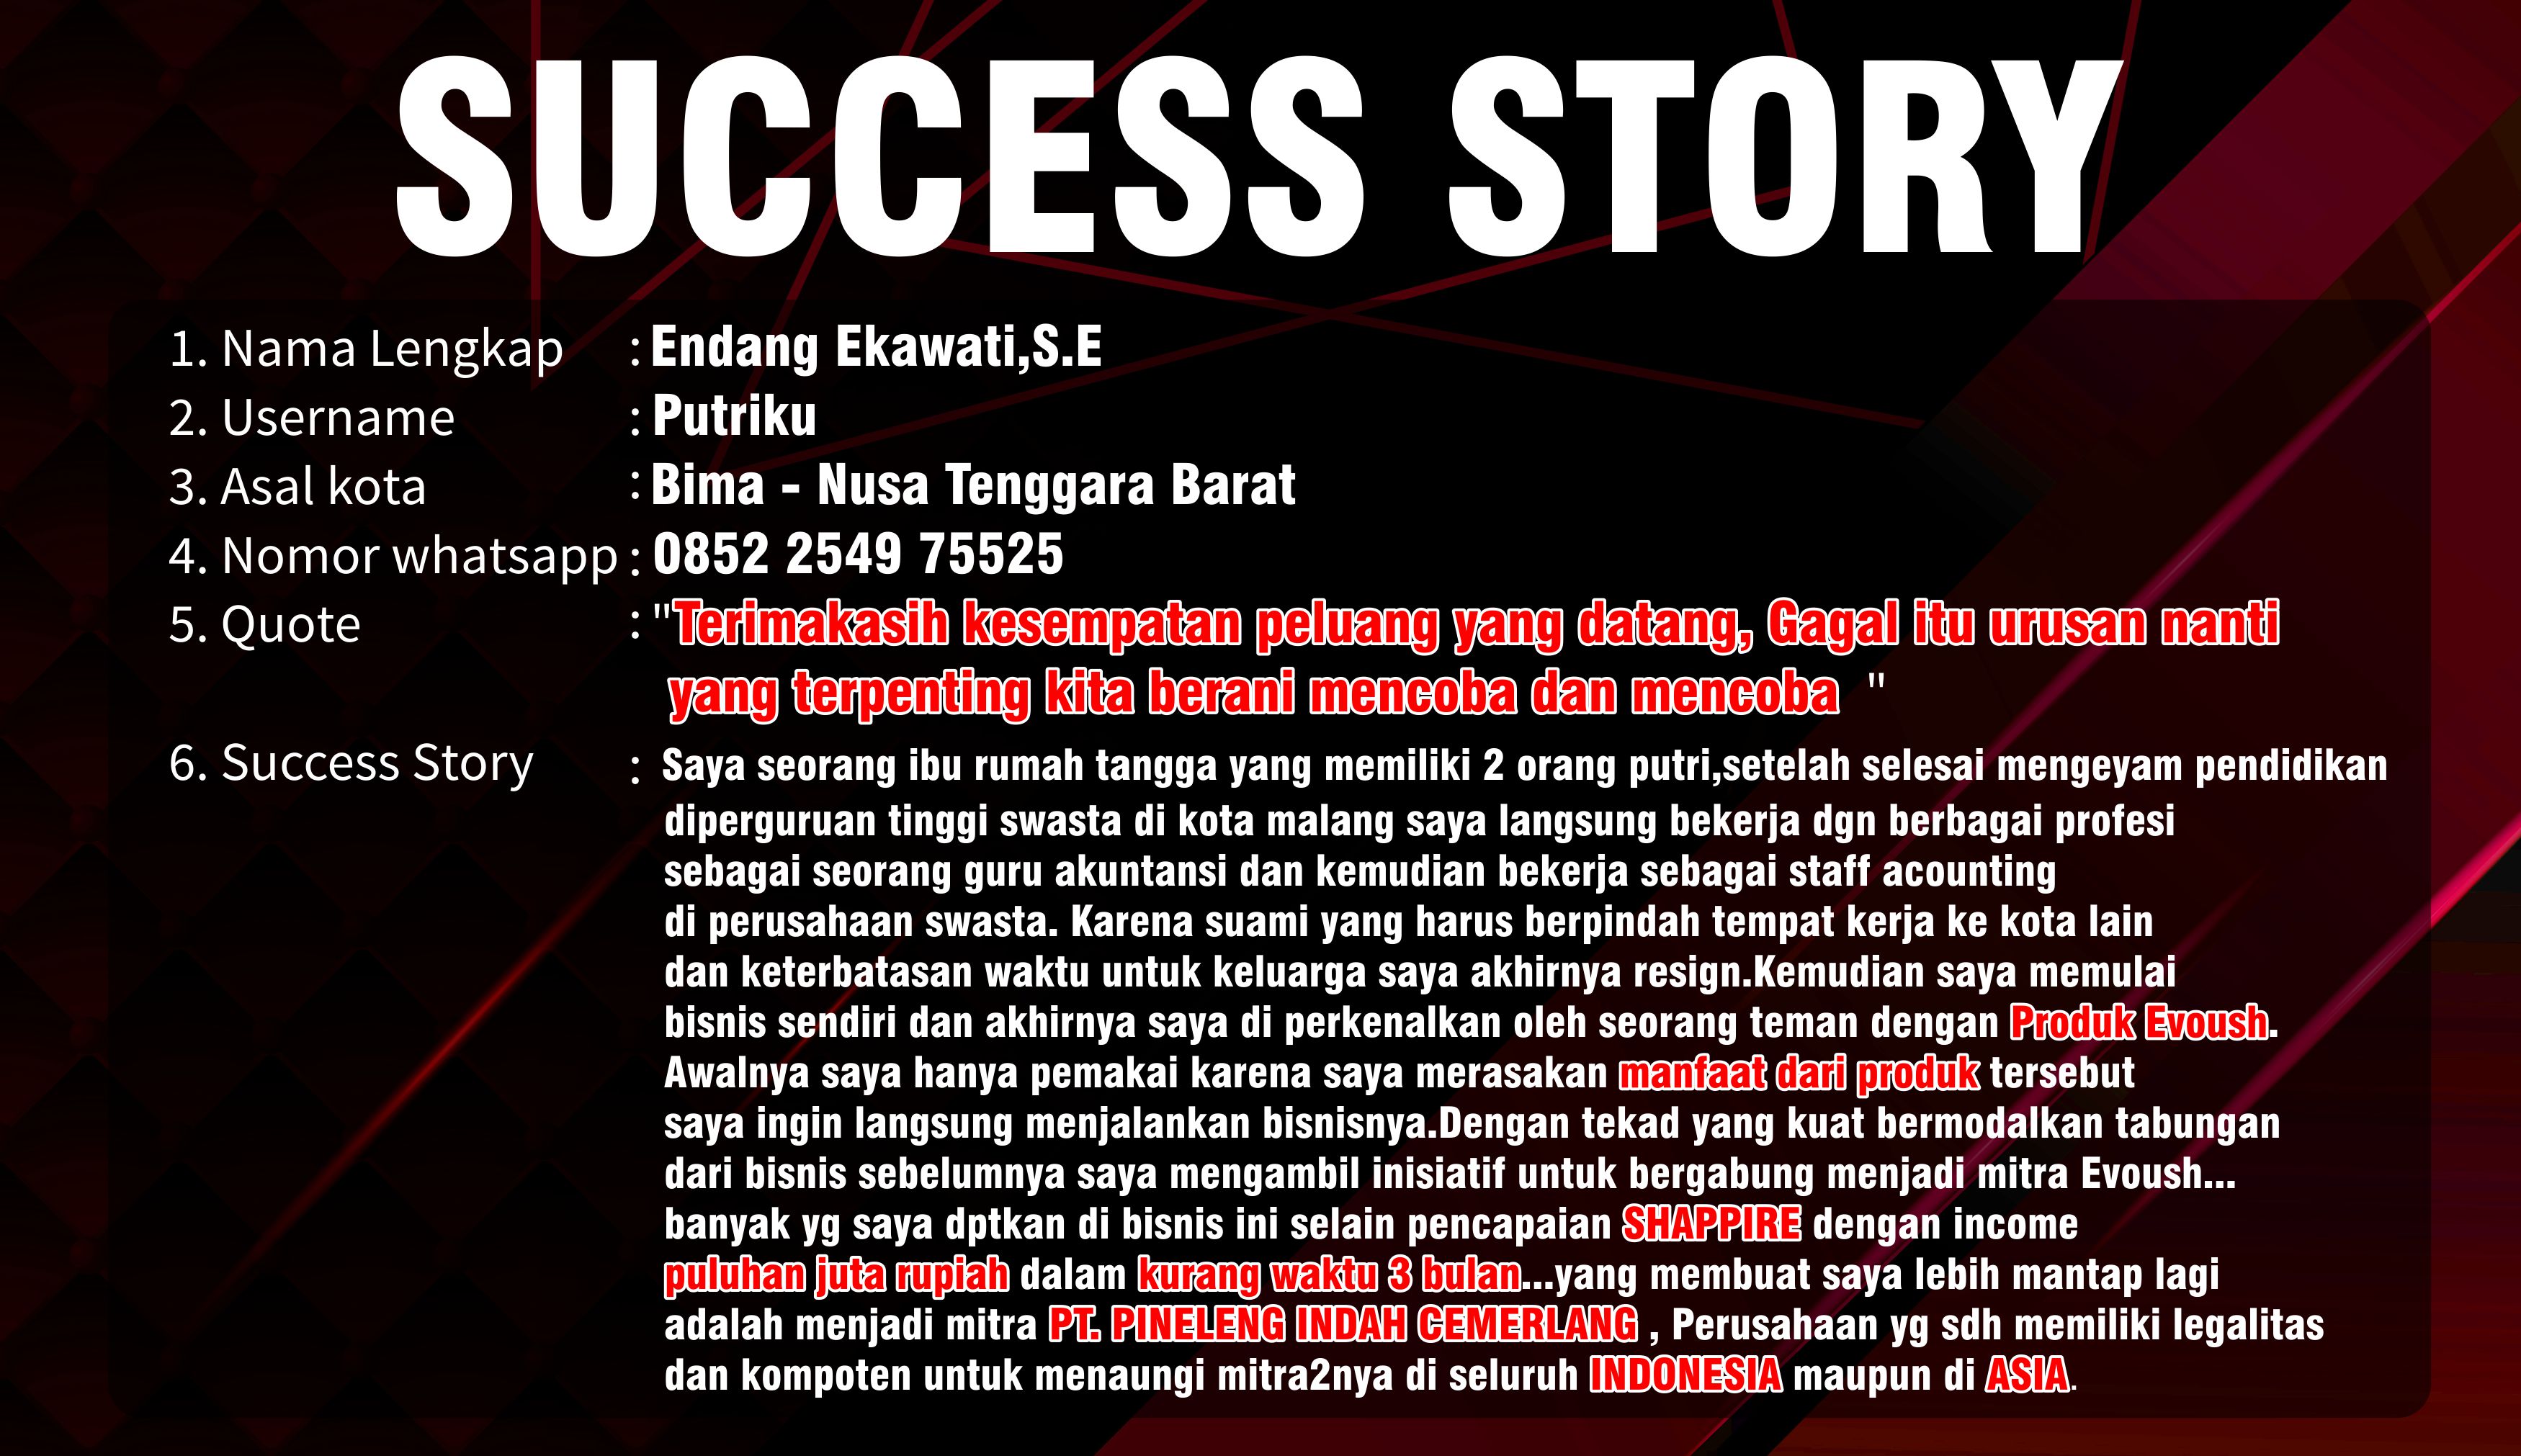 SUCCESS STORY
1. Nama Lengkap : Endang Ekawati,S.E
2. Username : Putriku
3. Asal kota : Bima - Nusa Tenggara Barat
4. Nomor whatsapp : 0852 2549 75525
5. Quote : "Terimakasih kesempatan peluang yang datang, Gagal itu urusan nanti
yang terpenting kita berani mencoba dan mencoba "
6. Success Story : Saya seorang ibu rumah tangga yang memiliki 2 orang putri,setelah selesai mengeyam pendidikan
diperguruan tinggi swasta di kota malang saya langsung bekerja dgn berbagai profesi
sebagai seorang guru akuntansi dan kemudian bekerja sebagai staff acounting
di perusahaan swasta. Karena suami yang harus berpindah tempat kerja ke kota lain
dan keterbatasan waktu untuk keluarga saya akhirnya resign.Kemudian saya memulai
bisnis sendiri dan akhirnya saya di perkenalkan oleh seorang teman dengan Produk Evoush.
Awalnya saya hanya pemakai karena saya merasakan manfaat dari produk tersebut
saya ingin langsung menjalankan bisnisnya.Dengan tekad yang kuat bermodalkan tabungan
dari bisnis sebelumnya saya mengambil inisiatif untuk bergabung menjadi mitra Evoush...
banyak yg saya dptkan di bisnis ini selain pencapaian SHAPPIRE dengan income
puluhan juta rupiah dalam kurang waktu 3 bulan...yang membuat saya lebih mantap lagi
adalah menjadi mitra PT. PINELENG INDAH CEMERLANG , Perusahaan yg sdh memiliki legalitas
dan kompoten untuk menaungi mitra2nya di seluruh INDONESIA maupun di ASIA.